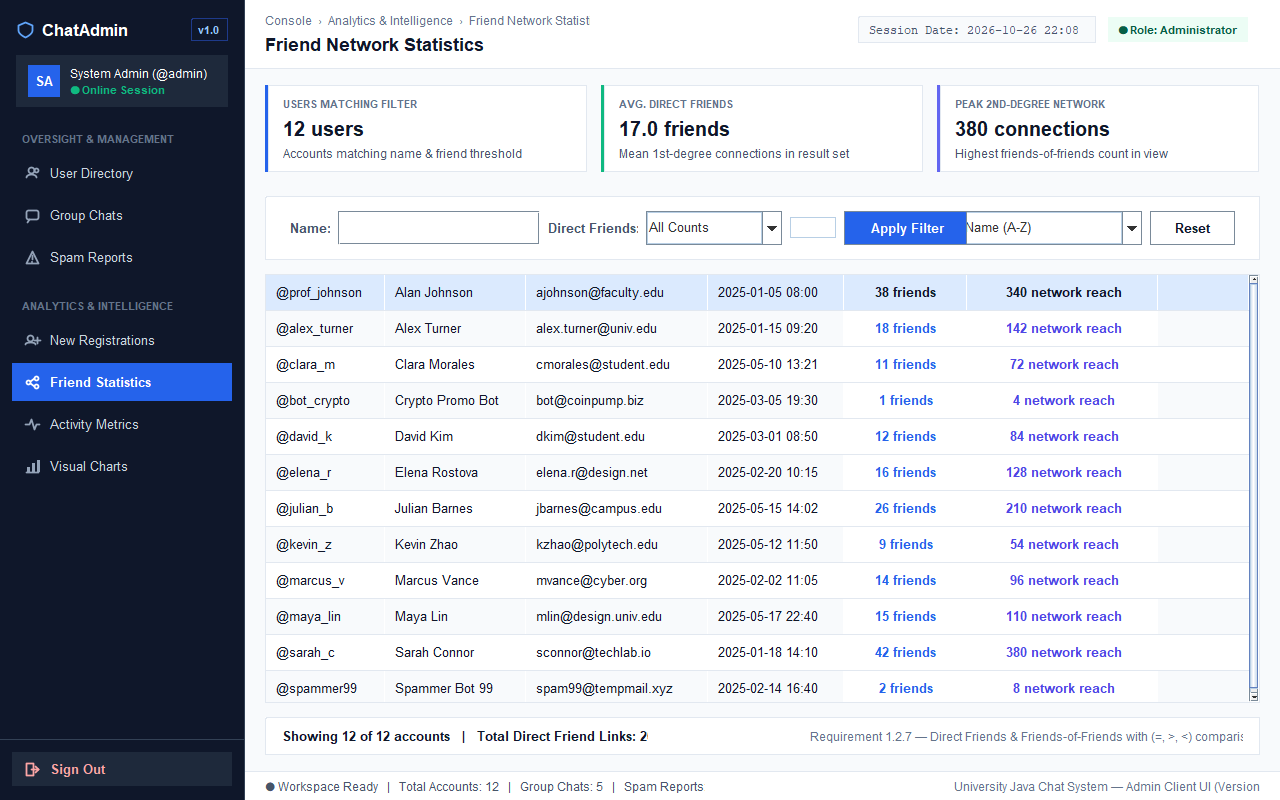 ChatAdmin
v1.0
SA
System Admin (@admin)
Online Session
OVERSIGHT & MANAGEMENT
User Directory
Group Chats
Spam Reports
ANALYTICS & INTELLIGENCE
New Registrations
Friend Statistics
Activity Metrics
Visual Charts
Sign Out
Console › Analytics & Intelligence › Friend Network Statist
Friend Network Statistics
Session Date: 2026-10-26 22:08
Role: Administrator
USERS MATCHING FILTER
12 users
Accounts matching name & friend threshold
AVG. DIRECT FRIENDS
17.0 friends
Mean 1st-degree connections in result set
PEAK 2ND-DEGREE NETWORK
380 connections
Highest friends-of-friends count in view
Name: Direct Friends: All Counts Apply Filter Name (A-Z) Reset
@prof_johnson Alan Johnson ajohnson@faculty.edu 2025-01-05 08:00 38 friends 340 network reach
@alex_turner Alex Turner alex.turner@univ.edu 2025-01-15 09:20 18 friends 142 network reach
@clara_m Clara Morales cmorales@student.edu 2025-05-10 13:21 11 friends 72 network reach
@bot_crypto Crypto Promo Bot bot@coinpump.biz 2025-03-05 19:30 1 friends 4 network reach
@david_k David Kim dkim@student.edu 2025-03-01 08:50 12 friends 84 network reach
@elena_r Elena Rostova elena.r@design.net 2025-02-20 10:15 16 friends 128 network reach
@julian_b Julian Barnes jbarnes@campus.edu 2025-05-15 14:02 26 friends 210 network reach
@kevin_z Kevin Zhao kzhao@polytech.edu 2025-05-12 11:50 9 friends 54 network reach
@marcus_v Marcus Vance mvance@cyber.org 2025-02-02 11:05 14 friends 96 network reach
@maya_lin Maya Lin mlin@design.univ.edu 2025-05-17 22:40 15 friends 110 network reach
@sarah_c Sarah Connor sconnor@techlab.io 2025-01-18 14:10 42 friends 380 network reach
@spammer99 Spammer Bot 99 spam99@tempmail.xyz 2025-02-14 16:40 2 friends 8 network reach
Showing 12 of 12 accounts | Total Direct Friend Links: 2
Requirement 1.2.7 — Direct Friends & Friends-of-Friends with (=, >, <) comparis
Workspace Ready | Total Accounts: 12 | Group Chats: 5 | Spam Reports
University Java Chat System — Admin Client UI (Version